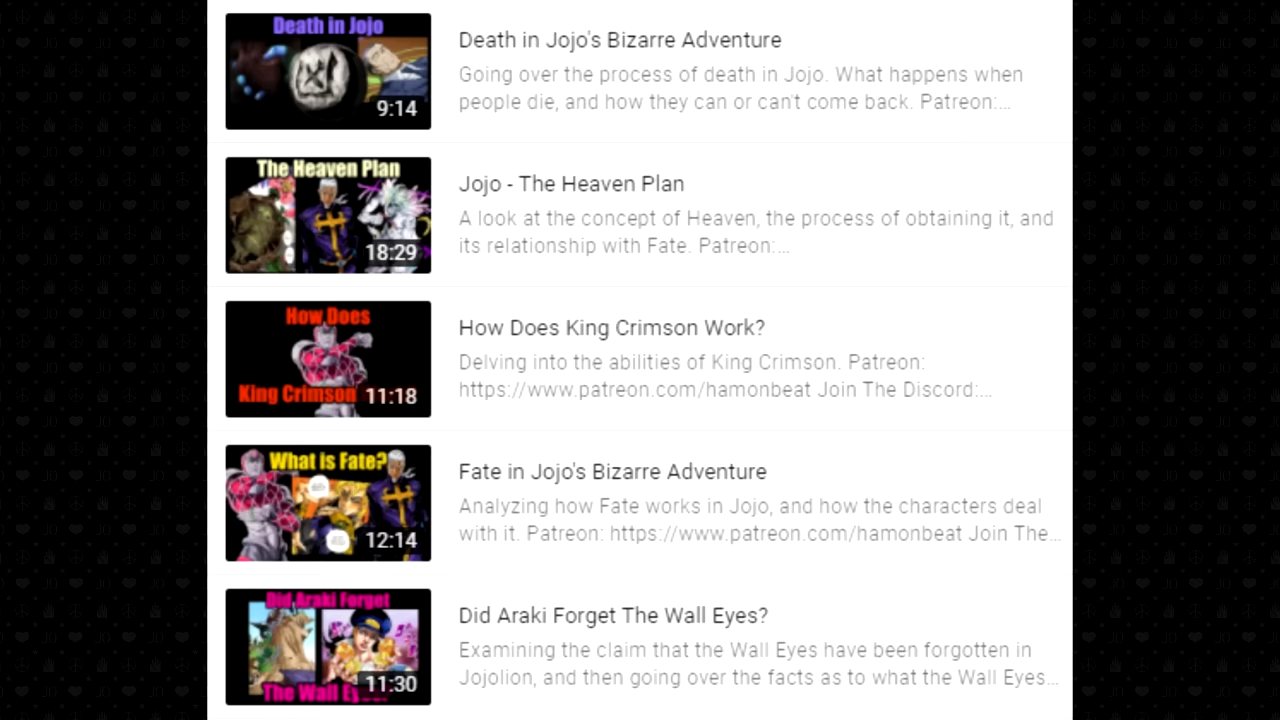 Death in Jojo
9:14
Death in Jojo's Bizarre Adventure
Going over the process of death in Jojo. What happens when
people die, and how they can or can't come back. Patreon:...
The Heaven Plan
18:29
Jojo - The Heaven Plan
A look at the concept of Heaven, the process of obtaining it, and
its relationship with Fate. Patreon:...
How Does
King Crimson
11:18
How Does King Crimson Work?
Delving into the abilities of King Crimson. Patreon:
https://www.patreon.com/hamonbeat Join The Discord:...
What is Fate?
12:14
Fate in Jojo's Bizarre Adventure
Analyzing how Fate works in Jojo, and how the characters deal
with it. Patreon: https://www.patreon.com/hamonbeat Join The...
Did Araki Forget
The Wall
11:30
Did Araki Forget The Wall Eyes?
Examining the claim that the Wall Eyes have been forgotten in
Jojolion, and then going over the facts as to what the Wall Eyes...